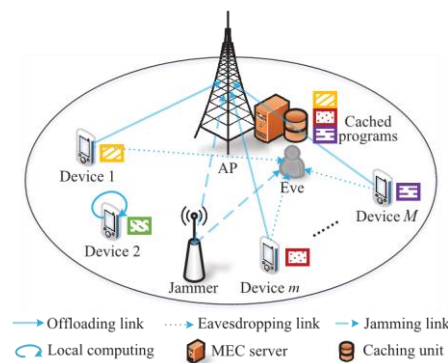 Cached
programs
AP
Eve
Device 1
Device M
Device 2
Jammer
Device m
Offloading link
Eavesdropping link
Jamming link
Local computing
MEC server
Caching unit